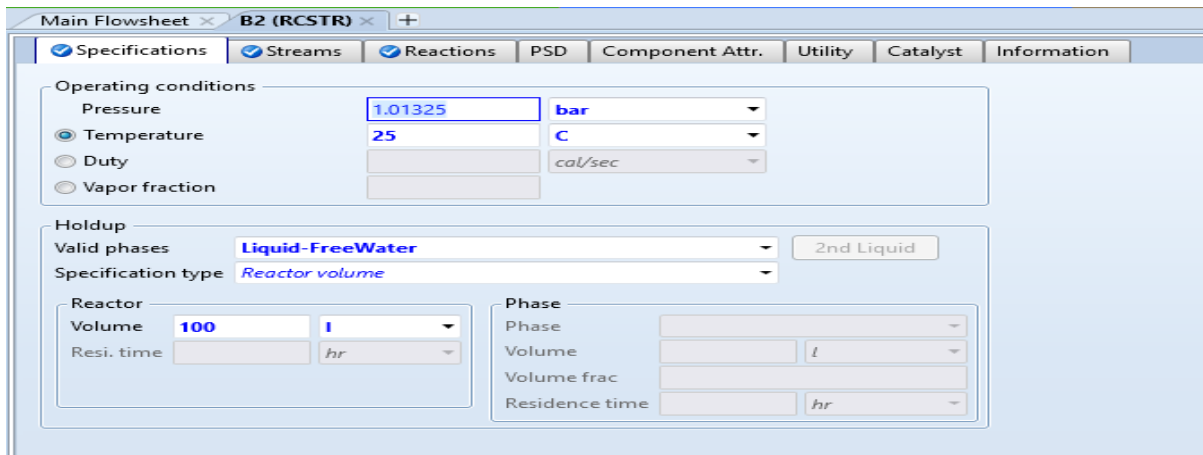 Main Flowsheet × B2 (RCSTR) × +
Specifications Streams Reactions PSD Component Attr. Utility Catalyst Information
Operating conditions
Pressure 1.01325 bar
Temperature 25 C
Duty cal/sec
Vapor fraction
Holdup
Valid phases Liquid-FreeWater 2nd Liquid
Specification type Reactor volume
Reactor
Volume 100 l
Resi. time hr
Phase
Phase
Volume l
Volume frac
Residence time hr